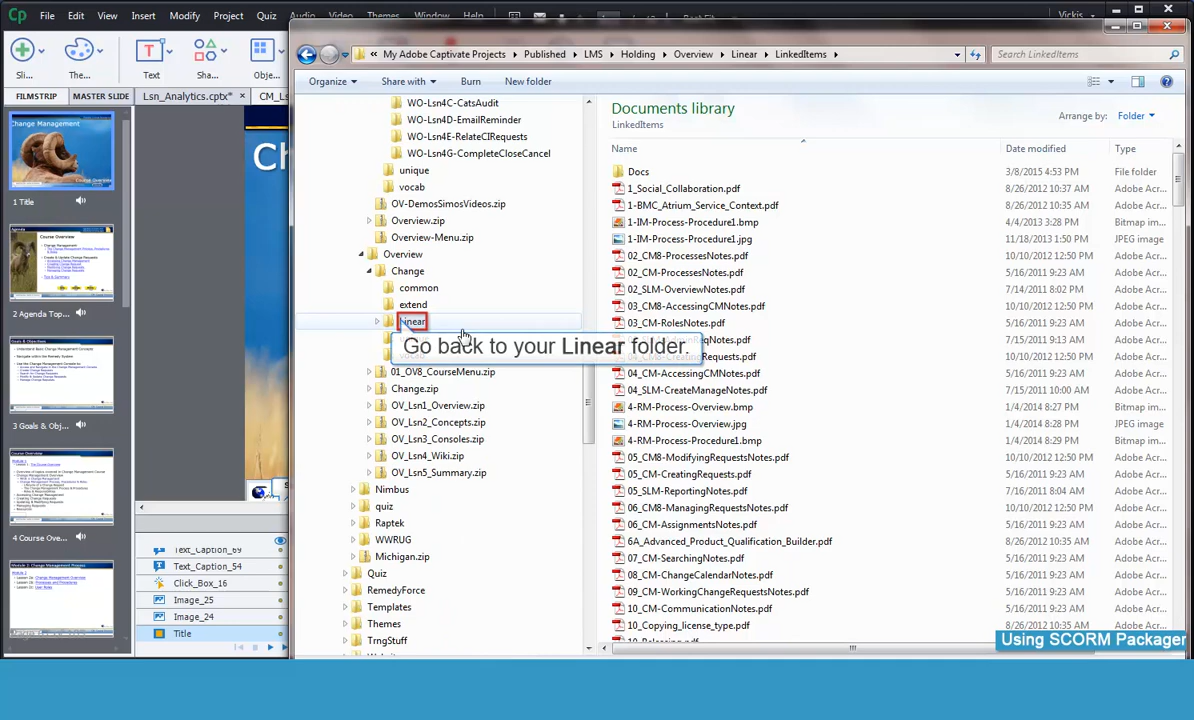 Cp File Edit View Insert Modify Project Quiz Audio Video Themes Window Help Vickis
Sli... The... Text Sha... Obje...
FILMSTRIP MASTER SLIDE Lsn_Analytics.cptx* × CM_Ls
Change Management
1 Title
Agenda
Course Overview
2 Agenda Top...
Goals & Objectives
3 Goals & Obj...
Course Overview
4 Course Ove...
Text_Caption_69
Text_Caption_54
Click_Box_16
Image_25
Image_24
Title
« My Adobe Captivate Projects Published LMS Holding Overview Linear LinkedItems Search LinkedItems
Organize Share with Burn New folder
WO-Lsn4C-CatsAudit
WO-Lsn4D-EmailReminder
WO-Lsn4E-RelateCIRequests
WO-Lsn4G-CompleteCloseCancel
unique
vocab
OV-DemosSimosVideos.zip
Overview.zip
Overview-Menu.zip
Overview
Change
common
extend
Linear
Go back to your Linear folder.
01_OV8_CourseMenu.zip
Change.zip
OV_Lsn1_Overview.zip
OV_Lsn2_Concepts.zip
OV_Lsn3_Consoles.zip
OV_Lsn4_Wiki.zip
OV_Lsn5_Summary.zip
Nimbus
quiz
Raptek
WWRUG
Michigan.zip
Quiz
RemedyForce
Templates
Themes
TrngStuff
Documents library
LinkedItems Arrange by: Folder
Name Date modified Type
Docs 3/8/2015 4:53 PM File folder
1_Social_Collaboration.pdf 8/26/2012 10:37 AM Adobe Acr...
1-BMC_Atrium_Service_Context.pdf 8/26/2012 10:36 AM Adobe Acr...
1-IM-Process-Procedure1.bmp 4/4/2013 3:28 PM Bitmap im...
1-IM-Process-Procedure1.jpg 11/18/2013 1:50 PM JPEG image
02_CM8-ProcessesNotes.pdf 10/10/2012 12:50 PM Adobe Acr...
02_CM-ProcessesNotes.pdf 5/16/2011 9:23 AM Adobe Acr...
02_SLM-OverviewNotes.pdf 8/26/2012 12:50 PM Adobe Acr...
03_CM8-AccessingCMNotes.pdf 10/10/2012 12:50 PM Adobe Acr...
03_CM-RolesNotes.pdf 5/16/2011 9:23 AM Adobe Acr...
ReqNotes.pdf 7/15/2011 9:13 AM Adobe Acr...
gRequests.pdf 10/10/2012 12:50 PM Adobe Acr...
04_CM-AccessingCMNotes.pdf 5/16/2011 9:23 AM Adobe Acr...
04_SLM-CreateManageNotes.pdf 7/15/2011 10:00 AM Adobe Acr...
4-RM-Process-Overview.bmp 1/4/2014 8:27 PM Bitmap im...
4-RM-Process-Overview.jpg 1/4/2014 8:28 PM JPEG image
4-RM-Process-Procedure1.bmp 1/4/2014 8:29 PM Bitmap im...
05_CM8-ModifyingRequestsNotes.pdf 10/10/2012 12:50 PM Adobe Acr...
05_CM-CreatingRequests.pdf 5/16/2011 9:23 AM Adobe Acr...
05_SLM-ReportingNotes.pdf 7/16/2011 8:04 AM Adobe Acr...
06_CM8-ManagingRequestsNotes.pdf 10/10/2012 12:50 PM Adobe Acr...
06_CM-AssignmentsNotes.pdf 5/16/2011 9:23 AM Adobe Acr...
6A_Advanced_Product_Qualification_Builder.pdf 8/26/2012 10:35 AM Adobe Acr...
07_CM-SearchingNotes.pdf 5/16/2011 9:23 AM Adobe Acr...
08_CM-ChangeCalendarNotes.pdf 5/16/2011 9:23 AM Adobe Acr...
09_CM-WorkingChangeRequestsNotes.pdf 5/16/2011 9:23 AM Adobe Acr...
10_CM-CommunicationNotes.pdf 5/16/2011 9:23 AM Adobe Acr...
10_Copying_license_type.pdf 8/26/2012 10:35 AM Adobe Acr...
Using SCORM Packager